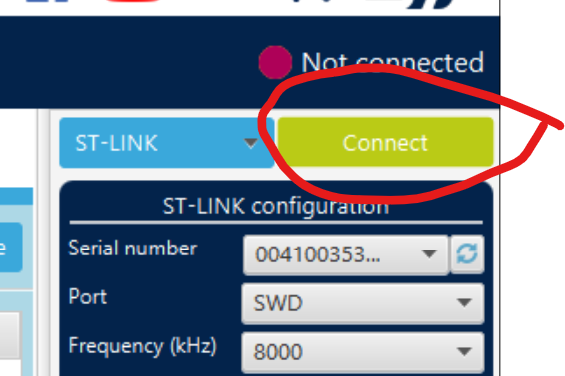 Not connected
ST-LINK
Connect
ST-LINK configuration
Serial number
004100353...
Port
SWD
Frequency (kHz)
8000